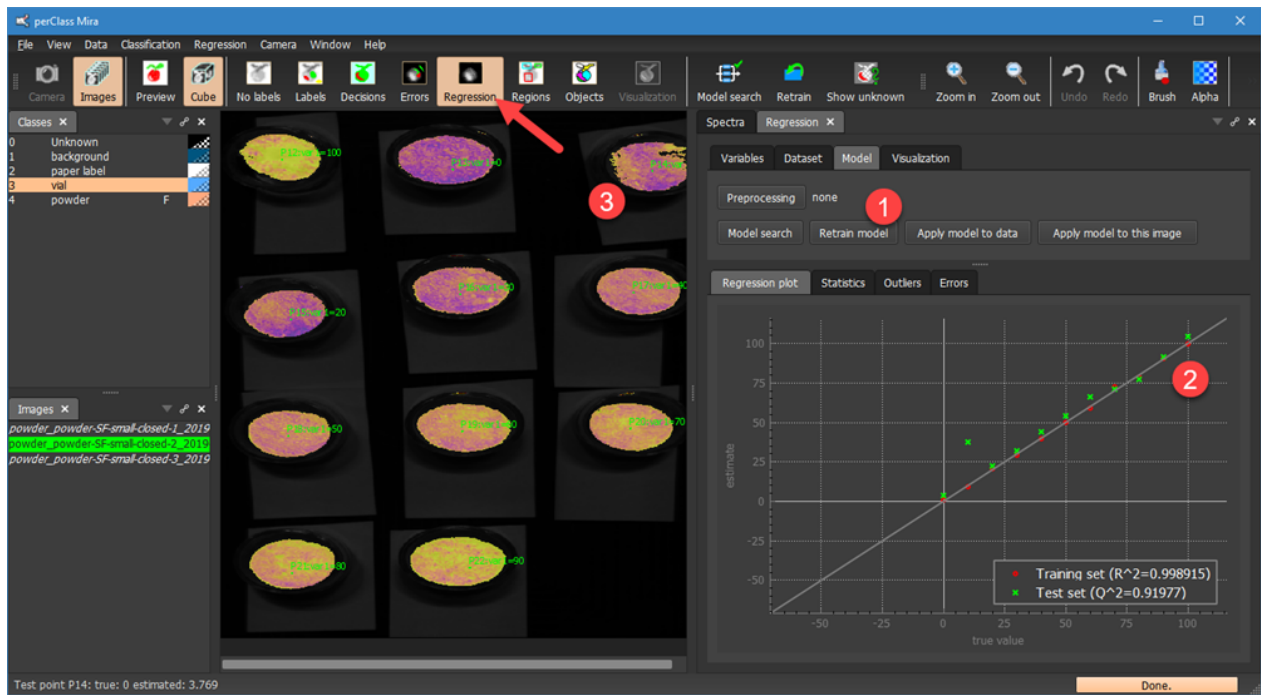 perClass Mira
File View Data Classification Regression Camera Window Help
Camera Images Preview Cube No labels Labels Decisions Errors Regression Regions Objects Visualization Model search Retrain Show unknown Zoom in Zoom out Undo Redo Brush Alpha
Classes
0 Unknown
1 background
2 paper label
3 vial
4 powder F
Images
powder_powder-SF-small-closed-1_2019
powder_powder-SF-small-closed-2_2019
powder_powder-SF-small-closed-3_2019
3
Spectra Regression
Variables Dataset Model Visualization
Preprocessing none
1
Model search Retrain model Apply model to data Apply model to this image
Regression plot Statistics Outliers Errors
100
75
50
25
0
-25
-50
estimate
2
Training set (R^2=0.998915)
Test set (Q^2=0.91977)
-50 -25 0 25 50 75 100
true value
Test point P14: true: 0 estimated: 3.769
Done.